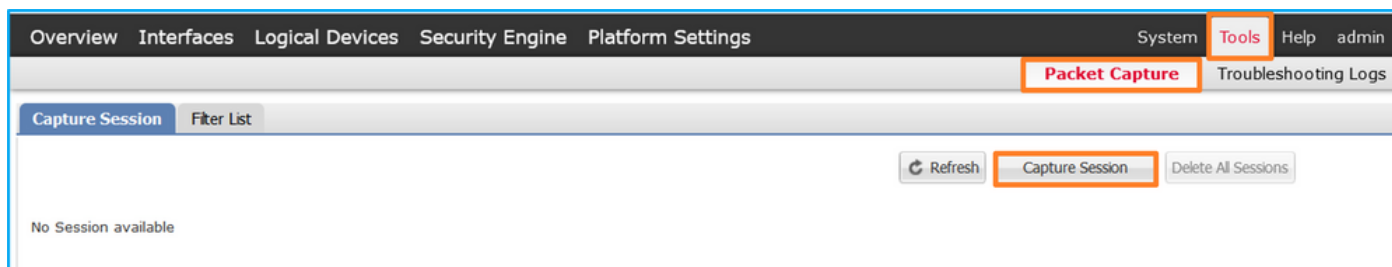 Overview Interfaces Logical Devices Security Engine Platform Settings System Tools Help admin
Packet Capture Troubleshooting Logs
Capture Session Filter List
Refresh Capture Session Delete All Sessions
No Session available